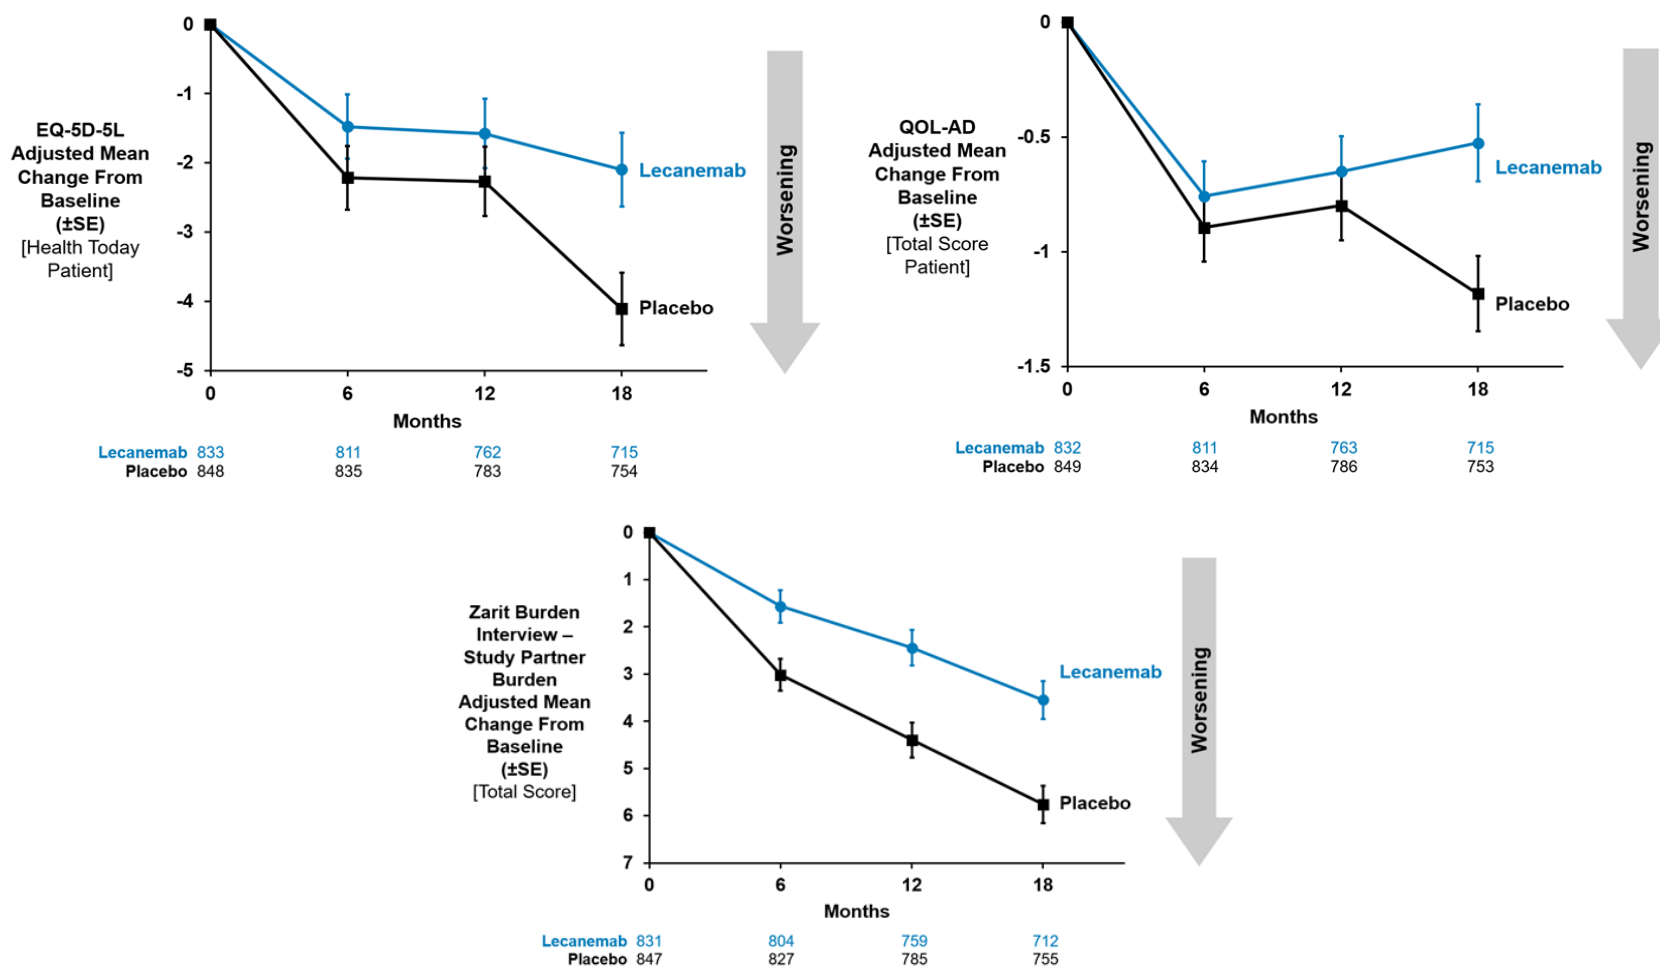 EQ-5D-5L
Adjusted Mean
Change From
Baseline
(±SE)
[Health Today
Patient]
0
-1
-2
-3
-4
-5
0 6 12 18
Months
Lecanemab
Placebo
Worsening
Lecanemab 833 811 762 715
Placebo 848 835 783 754
QOL-AD
Adjusted Mean
Change From
Baseline
(±SE)
[Total Score
Patient]
0
-0.5
-1
-1.5
0 6 12 18
Months
Lecanemab
Placebo
Worsening
Lecanemab 832 811 763 715
Placebo 849 834 786 753
Zarit Burden
Interview –
Study Partner
Burden
Adjusted Mean
Change From
Baseline
(±SE)
[Total Score]
0
1
2
3
4
5
6
7
0 6 12 18
Months
Lecanemab
Placebo
Worsening
Lecanemab 831 804 759 712
Placebo 847 827 785 755